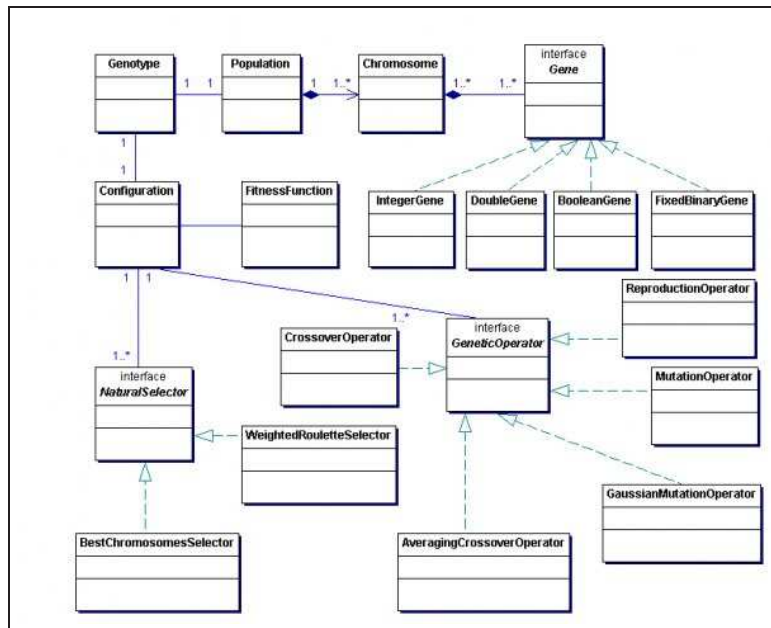 interface
Gene
Genotype
Population
Chromosome
1
1
1
1..*
1..*
1..*
1
1
Configuration
FitnessFunction
IntegerGene
DoubleGene
BooleanGene
FixedBinaryGene
1
1
ReproductionOperator
1..*
interface
GeneticOperator
CrossoverOperator
1..*
interface
NaturalSelector
MutationOperator
WeightedRouletteSelector
GaussianMutationOperator
BestChromosomesSelector
AveragingCrossoverOperator